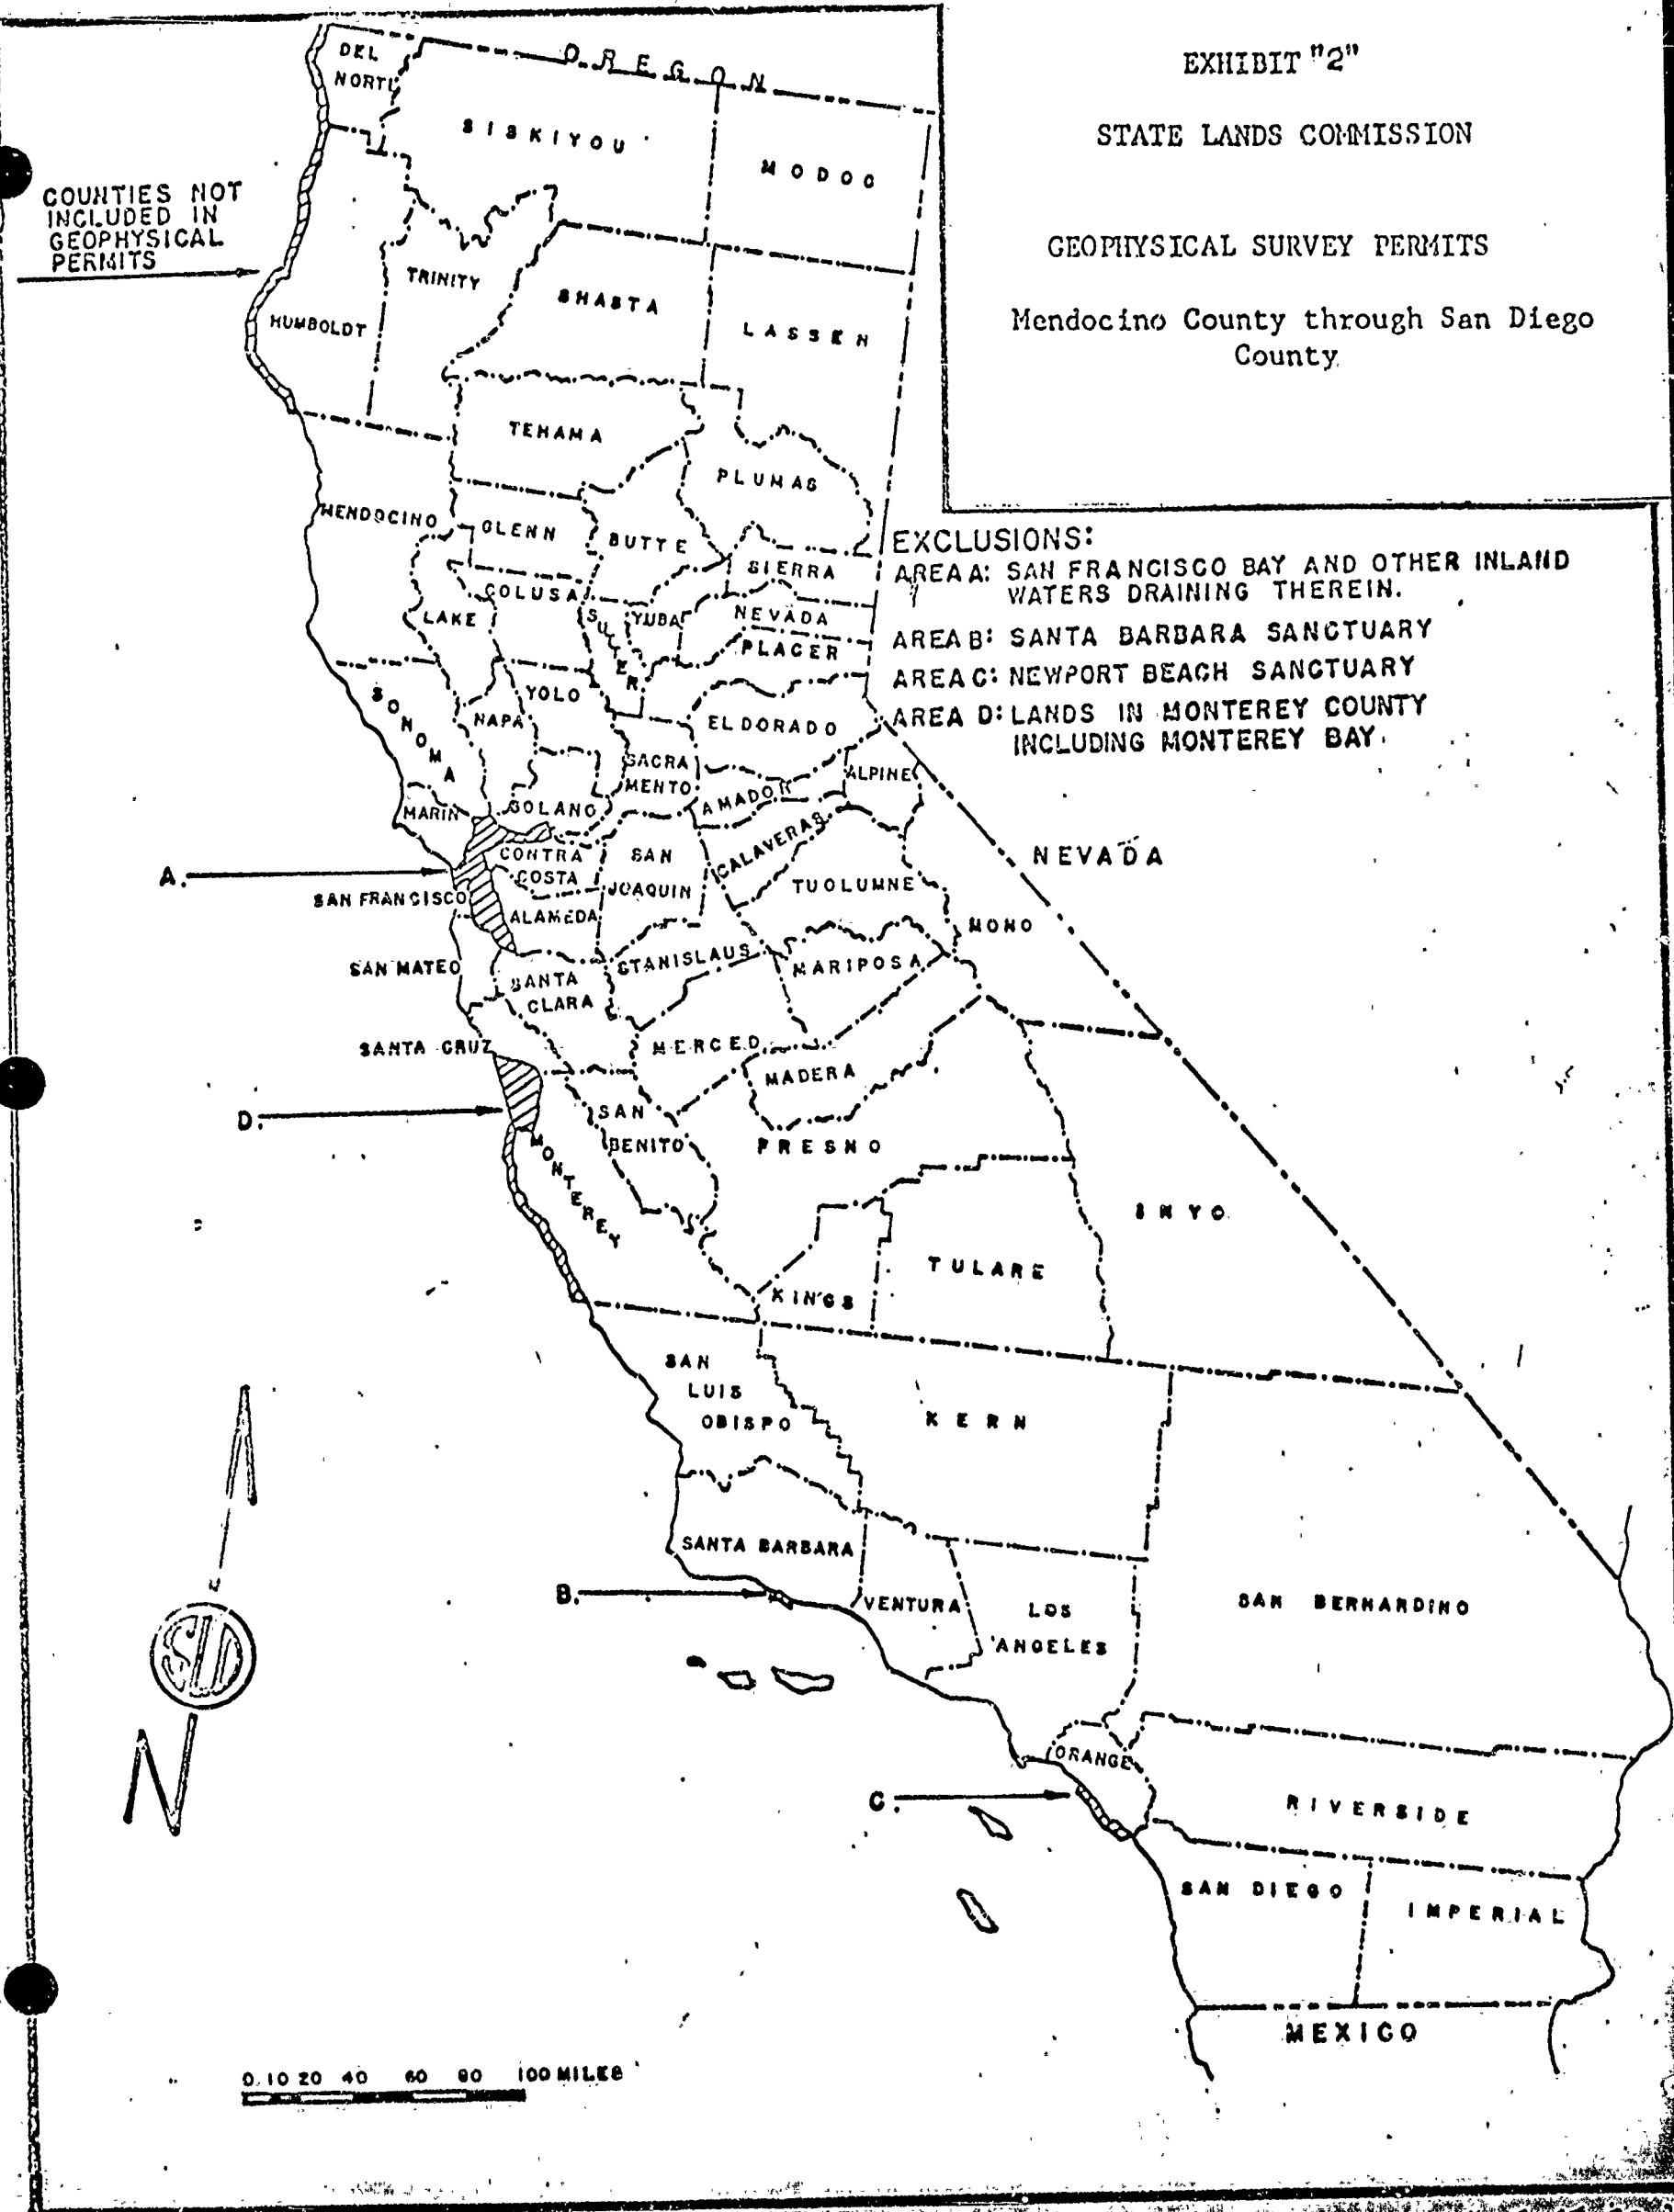 EXHIBIT "2"
STATE LANDS COMMISSION
GEOPHYSICAL SURVEY PERMITS
Mendocino County through San Diego
County
COUNTIES NOT
INCLUDED IN
GEOPHYSICAL
PERMITS
EXCLUSIONS:
AREA A: SAN FRANCISCO BAY AND OTHER INLAND
WATERS DRAINING THEREIN.
AREA B: SANTA BARBARA SANCTUARY
AREA C: NEWPORT BEACH SANCTUARY
AREA D: LANDS IN MONTEREY COUNTY
INCLUDING MONTEREY BAY.
OREGON
DEL
NORTE
SISKIYOU
MODOC
HUMBOLDT
TRINITY
SHASTA
LASSEN
TEHAMA
PLUMAS
MENDOCINO
GLENN
BUTTE
SIERRA
COLUSA
LAKE
SUTTER
YUBA
NEVADA
PLACER
SONOMA
NAPA
YOLO
EL DORADO
SACRA
MENTO
AMADOR
ALPINE
MARIN
SOLANO
CALAVERAS
NEVADA
A.
CONTRA
COSTA
SAN
JOAQUIN
TUOLUMNE
SAN FRANCISCO
ALAMEDA
MONO
SAN MATEO
SANTA
CLARA
STANISLAUS
MARIPOSA
SANTA CRUZ
MERCED
MADERA
D.
SAN
BENITO
FRESNO
MONTEREY
INYO
TULARE
KINGS
SAN
LUIS
OBISPO
KERN
SANTA BARBARA
B.
VENTURA
LOS
ANGELES
SAN BERNARDINO
SLD
N
ORANGE
C.
RIVERSIDE
SAN DIEGO
IMPERIAL
MEXICO
0 10 20 40 60 80 100 MILES